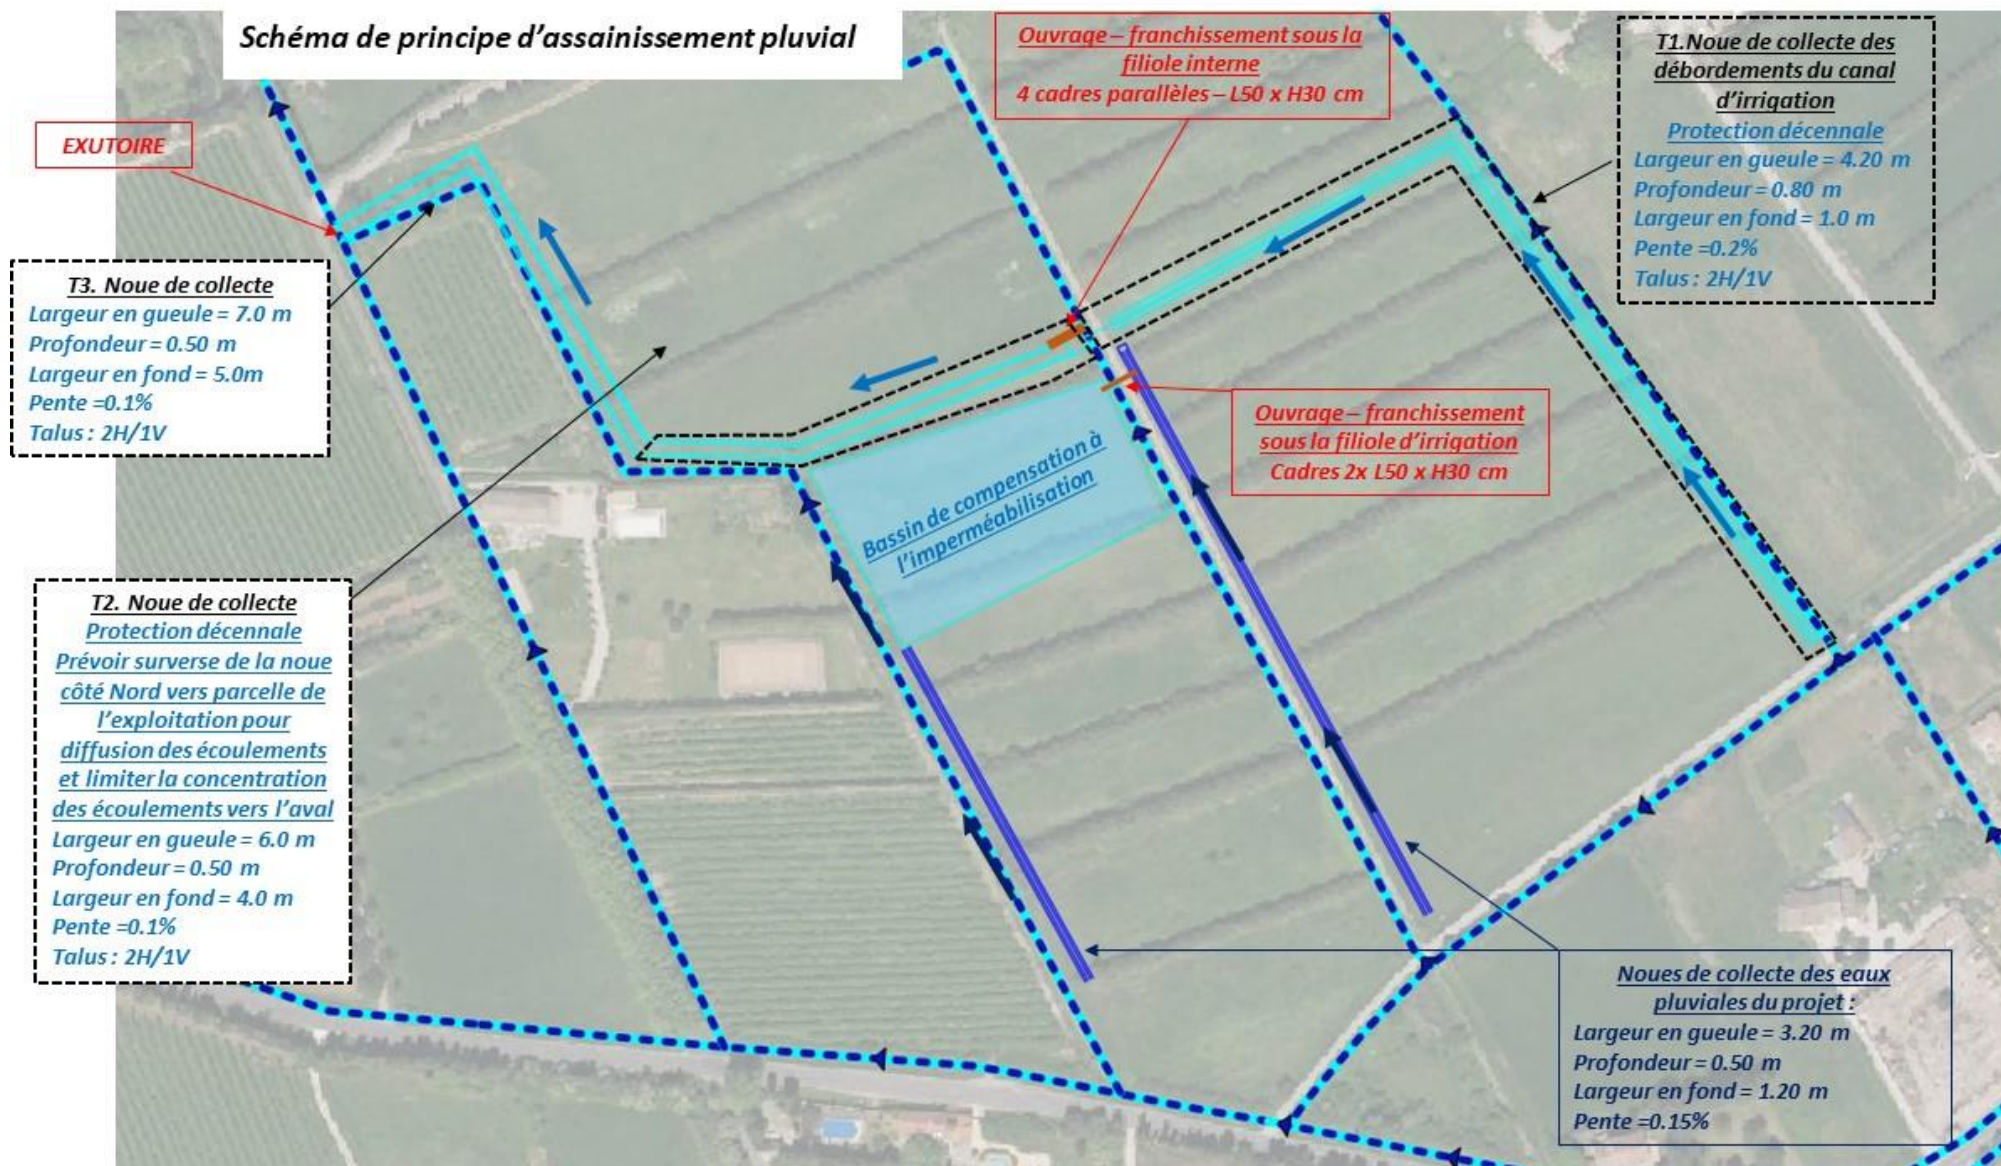 Schéma de principe d’assainissement pluvial
Ouvrage – franchissement sous la
filiole interne
4 cadres parallèles – L50 x H30 cm
T1.Noue de collecte des
débordements du canal
d’irrigation
Protection décennale
Largeur en gueule = 4.20 m
Profondeur = 0.80 m
Largeur en fond = 1.0 m
Pente =0.2%
Talus : 2H/1V
EXUTOIRE
T3. Noue de collecte
Largeur en gueule = 7.0 m
Profondeur = 0.50 m
Largeur en fond = 5.0m
Pente =0.1%
Talus : 2H/1V
Ouvrage – franchissement
sous la filiole d’irrigation
Cadres 2x L50 x H30 cm
Bassin de compensation à
l’imperméabilisation
T2. Noue de collecte
Protection décennale
Prévoir surverse de la noue
côté Nord vers parcelle de
l’exploitation pour
diffusion des écoulements
et limiter la concentration
des écoulements vers l’aval
Largeur en gueule = 6.0 m
Profondeur = 0.50 m
Largeur en fond = 4.0 m
Pente =0.1%
Talus : 2H/1V
Noues de collecte des eaux
pluviales du projet :
Largeur en gueule = 3.20 m
Profondeur = 0.50 m
Largeur en fond = 1.20 m
Pente =0.15%